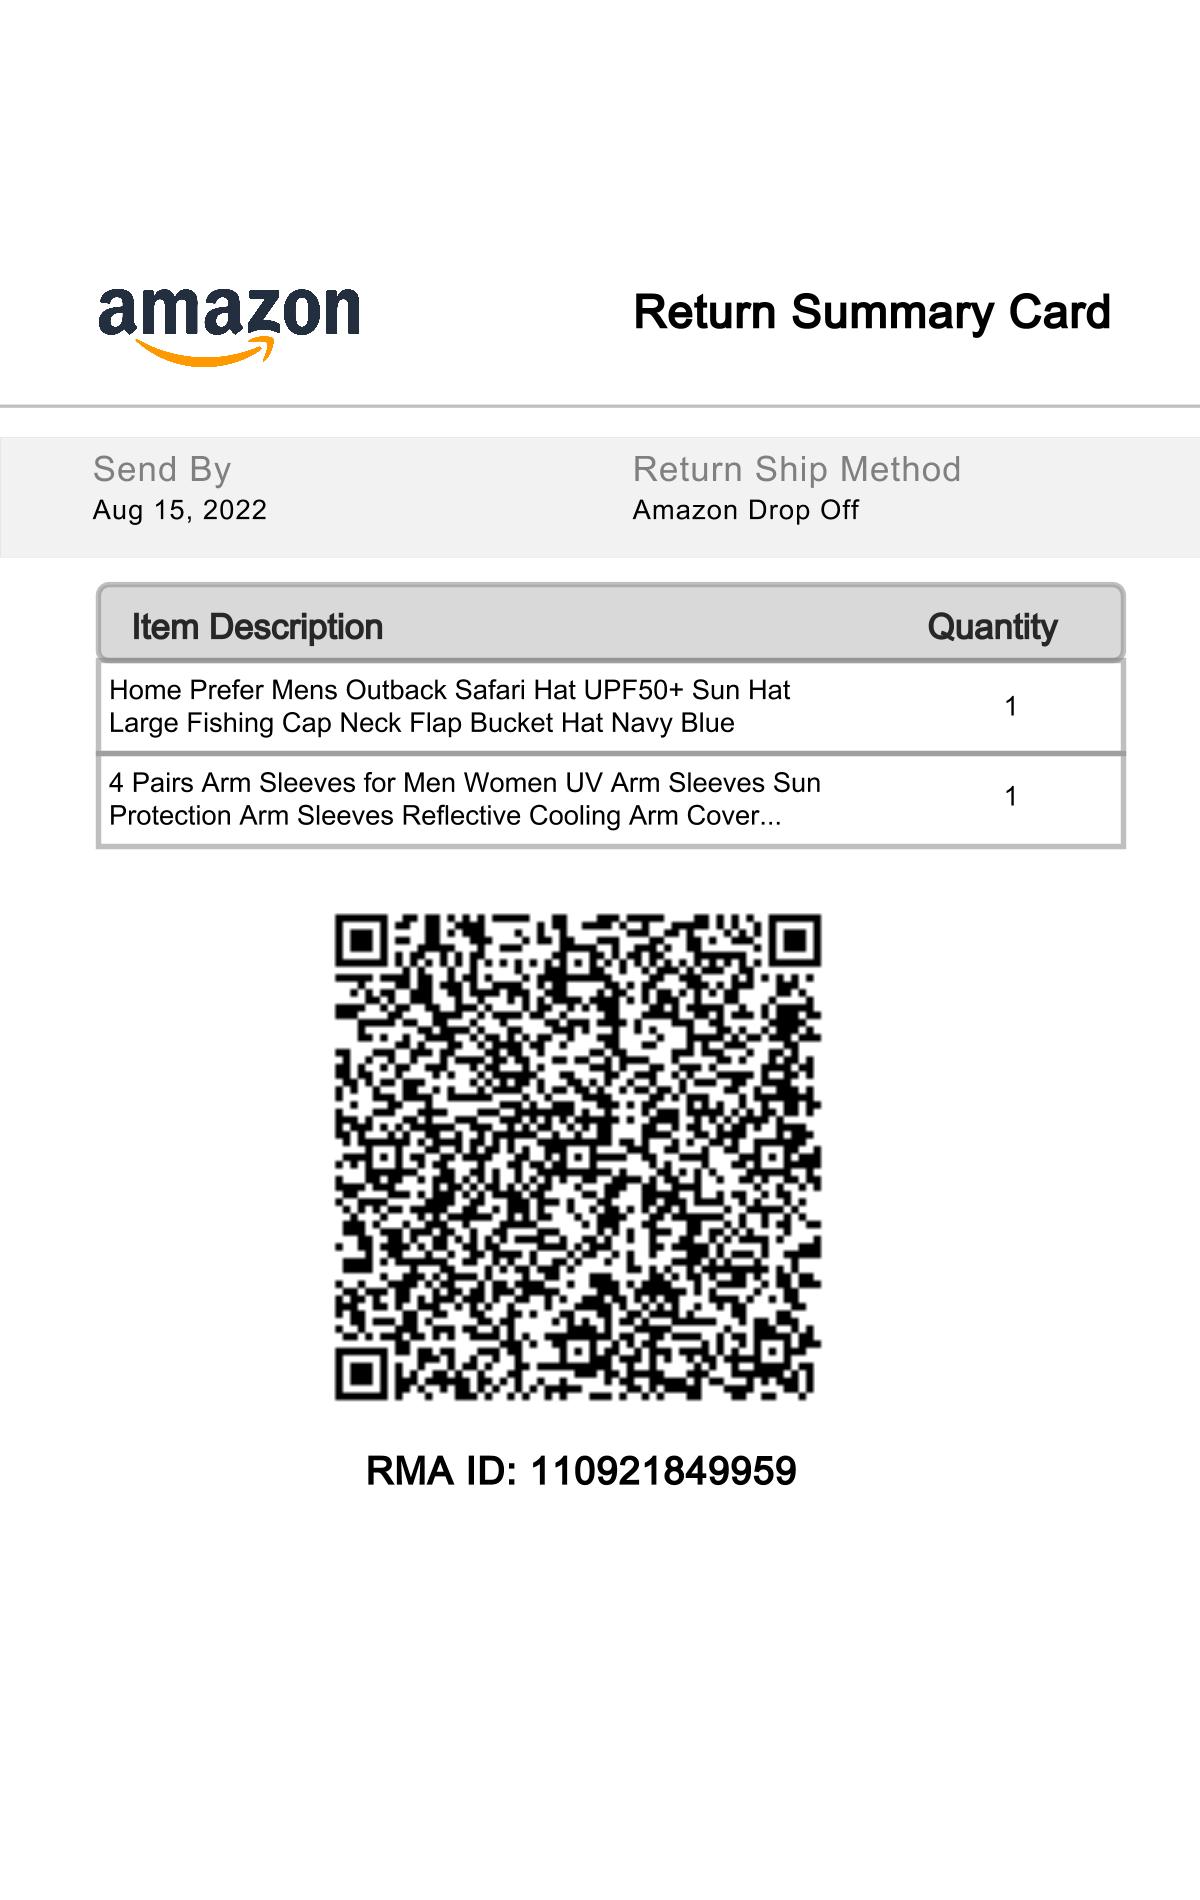 amazon
Return Summary Card
Send By
Return Ship Method
Aug 15, 2022
Amazon Drop Off
Item Description
Quantity
Home Prefer Mens Outback Safari Hat UPF50+ Sun Hat
Large Fishing Cap Neck Flap Bucket Hat Navy Blue
1
4 Pairs Arm Sleeves for Men Women UV Arm Sleeves Sun
Protection Arm Sleeves Reflective Cooling Arm Cover...
1
RMA ID: 110921849959